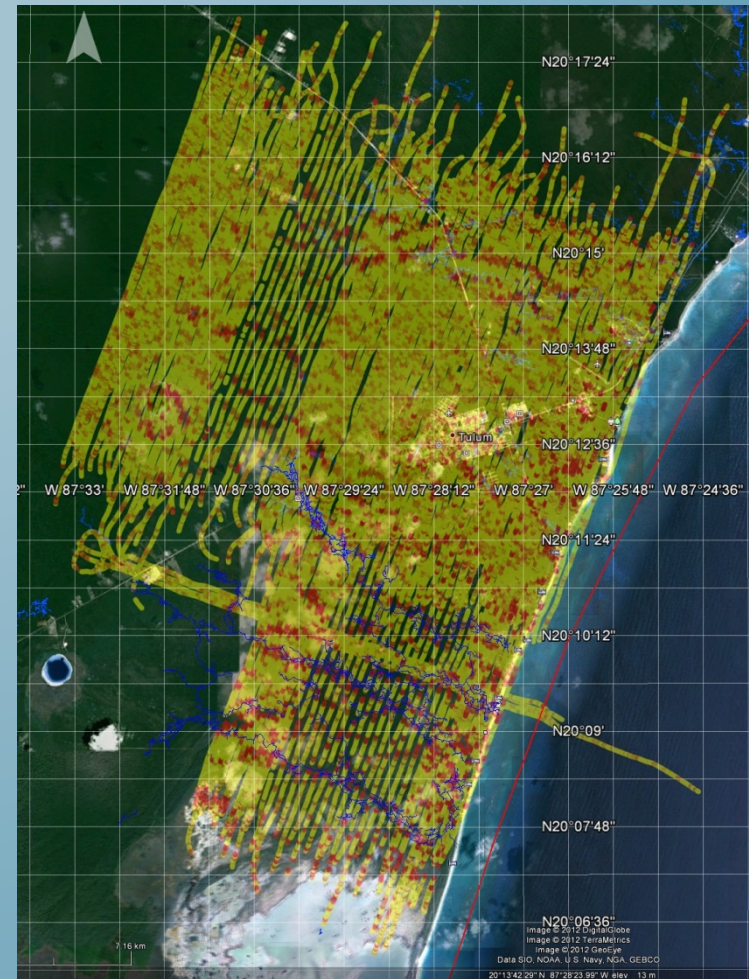 N20°17'24"
N20°16'12"
N20°15'
N20°13'48"
Tulum
N20°12'36"
2" W 87°33' W 87°31'48" W 87°30'36" W 87°29'24" W 87°28'12" W 87°27' W 87°25'48" W 87°24'36"
N20°11'24"
N20°10'12"
N20°09'
N20°07'48"
N20°06'36"
Image © 2012 DigitalGlobe
Image © 2012 TerraMetrics
Image © 2012 GeoEye
7.16 km
Data SIO, NOAA, U.S. Navy, NGA, GEBCO
20°13'42.29" N 87°28'23.99" W elev 13 m